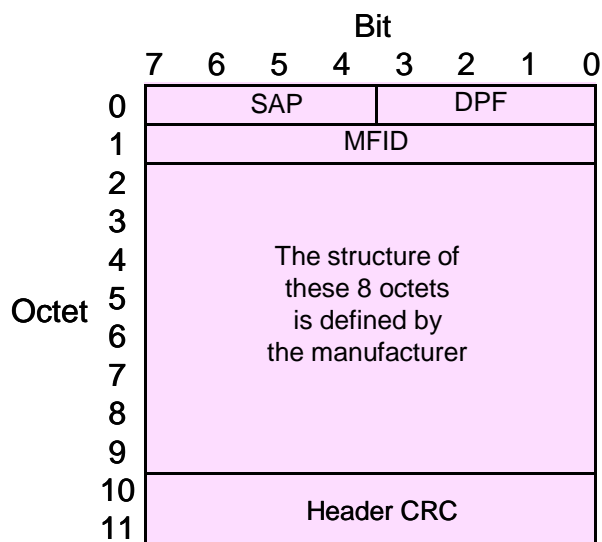 Bit
7 6 5 4 3 2 1 0
0 SAP DPF
1 MFID
2
3
4 The structure of
Octet 5 these 8 octets
6 is defined by
7 the manufacturer
8
9
10
11 Header CRC